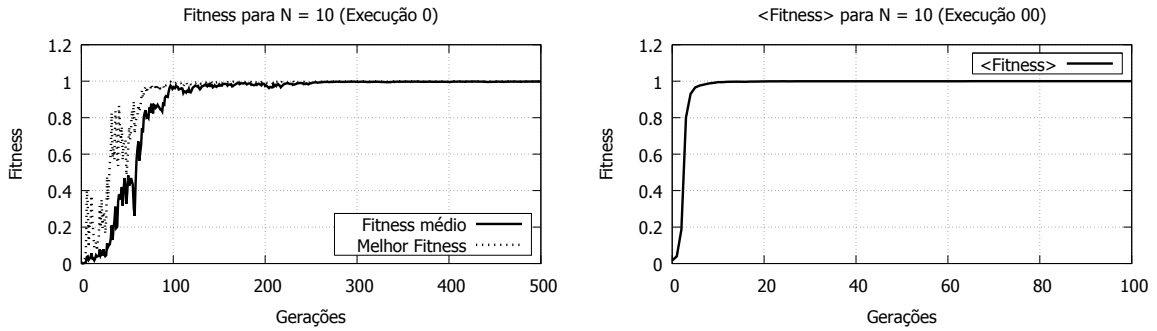 Fitness para N = 10 (Execução 0)
1.2
1
0.8
0.6
0.4
0.2
0
Fitness
Fitness médio
Melhor Fitness
0 100 200 300 400 500
Gerações
<Fitness> para N = 10 (Execução 00)
1.2
1
0.8
0.6
0.4
0.2
0
Fitness
<Fitness>
0 20 40 60 80 100
Gerações